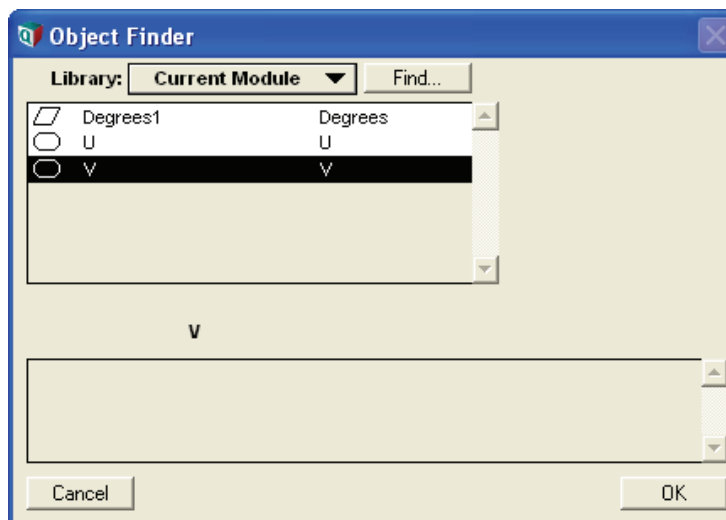 Object Finder
Library: Current Module Find...
Degrees1 Degrees
U U
V V
V
Cancel OK